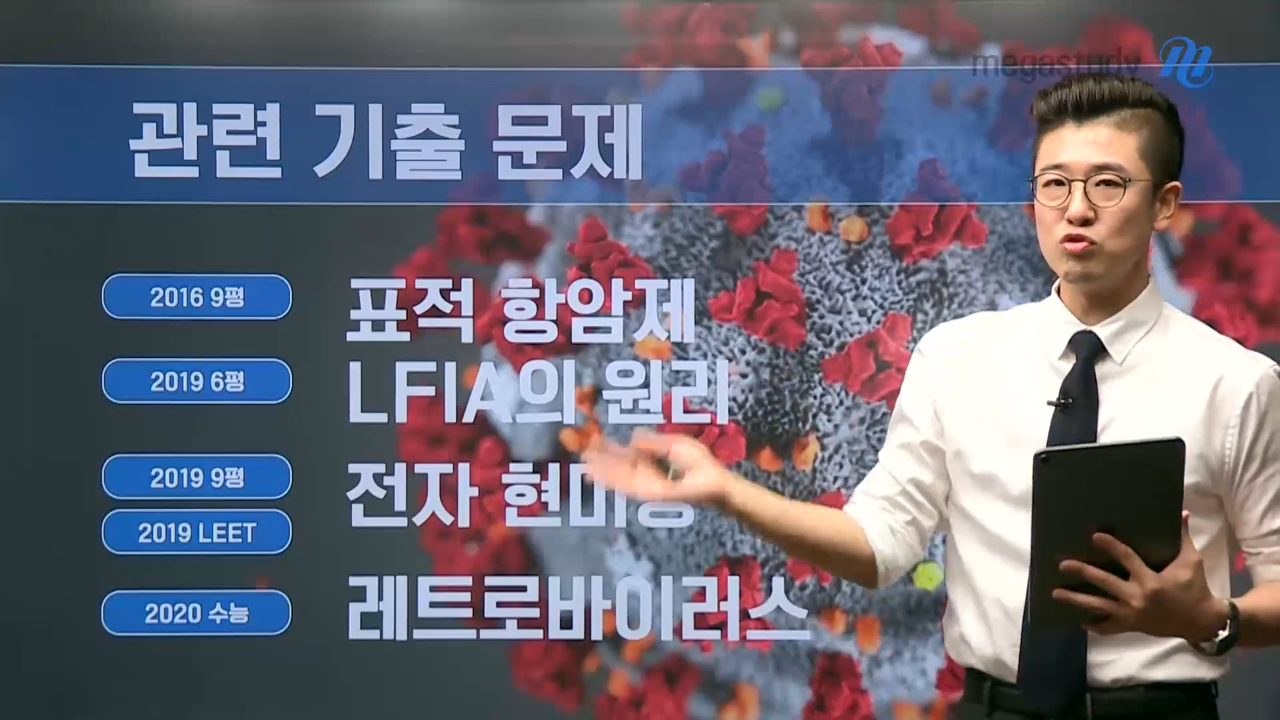 megastudy
관련 기출 문제
2016 9평
표적 항암제
2019 6평
LFIA의 원리
2019 9평
전자 현미경
2019 LEET
2020 수능
레트로바이러스